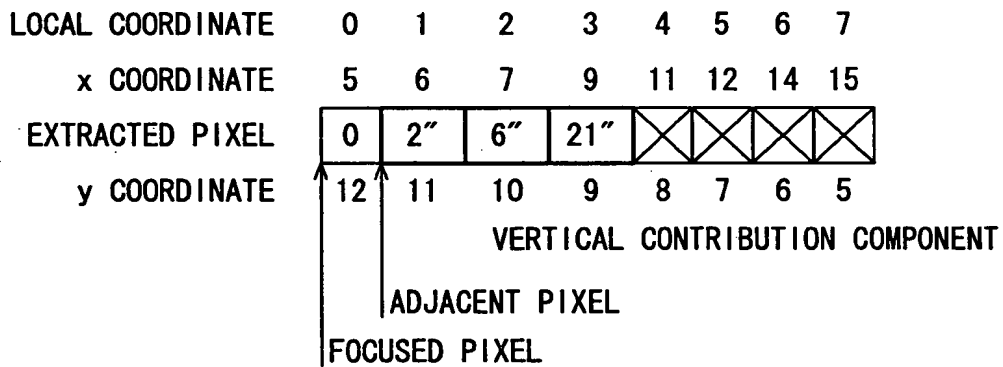 LOCAL COORDINATE 0 1 2 3 4 5 6 7
x COORDINATE 5 6 7 9 11 12 14 15
EXTRACTED PIXEL 0 2″ 6″ 21″
y COORDINATE 12 11 10 9 8 7 6 5
VERTICAL CONTRIBUTION COMPONENT
ADJACENT PIXEL
FOCUSED PIXEL